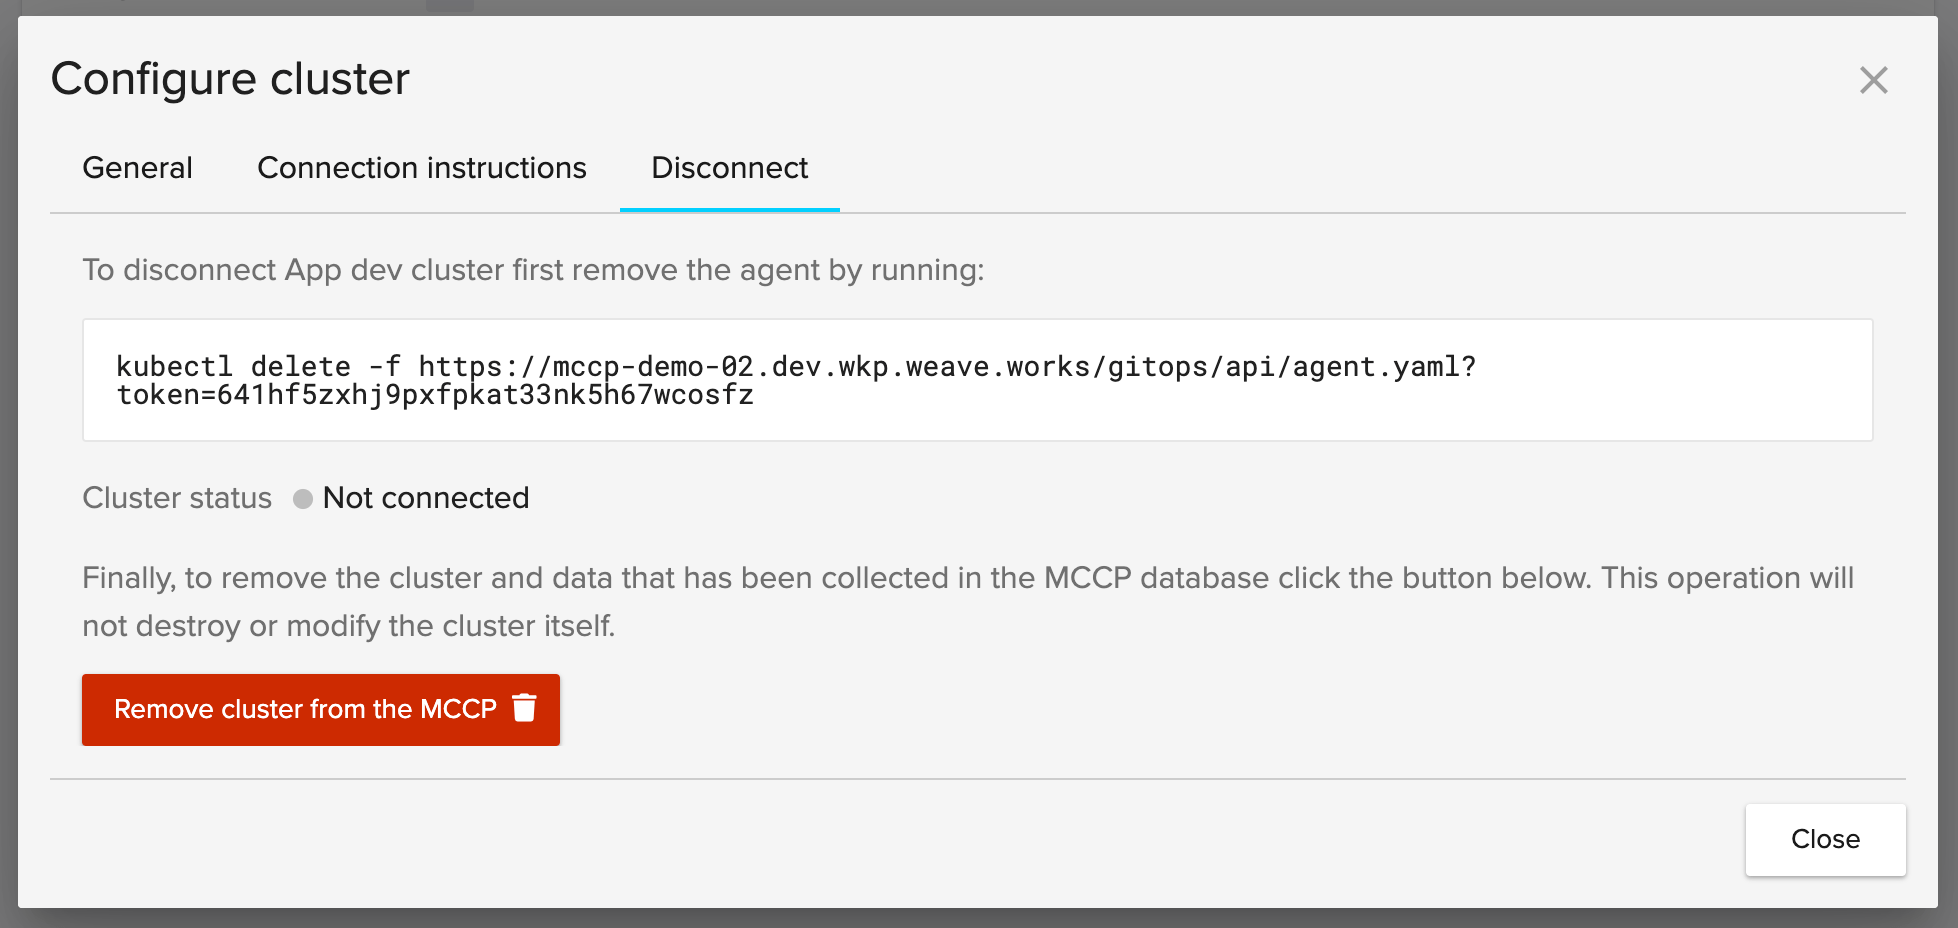 Configure cluster
General Connection instructions Disconnect
To disconnect App dev cluster first remove the agent by running:
kubectl delete -f https://mccp-demo-02.dev.wkp.weave.works/gitops/api/agent.yaml?
token=641hf5zxhj9pxfpkat33nk5h67wcosfz
Cluster status Not connected
Finally, to remove the cluster and data that has been collected in the MCCP database click the button below. This operation will
not destroy or modify the cluster itself.
Remove cluster from the MCCP
Close